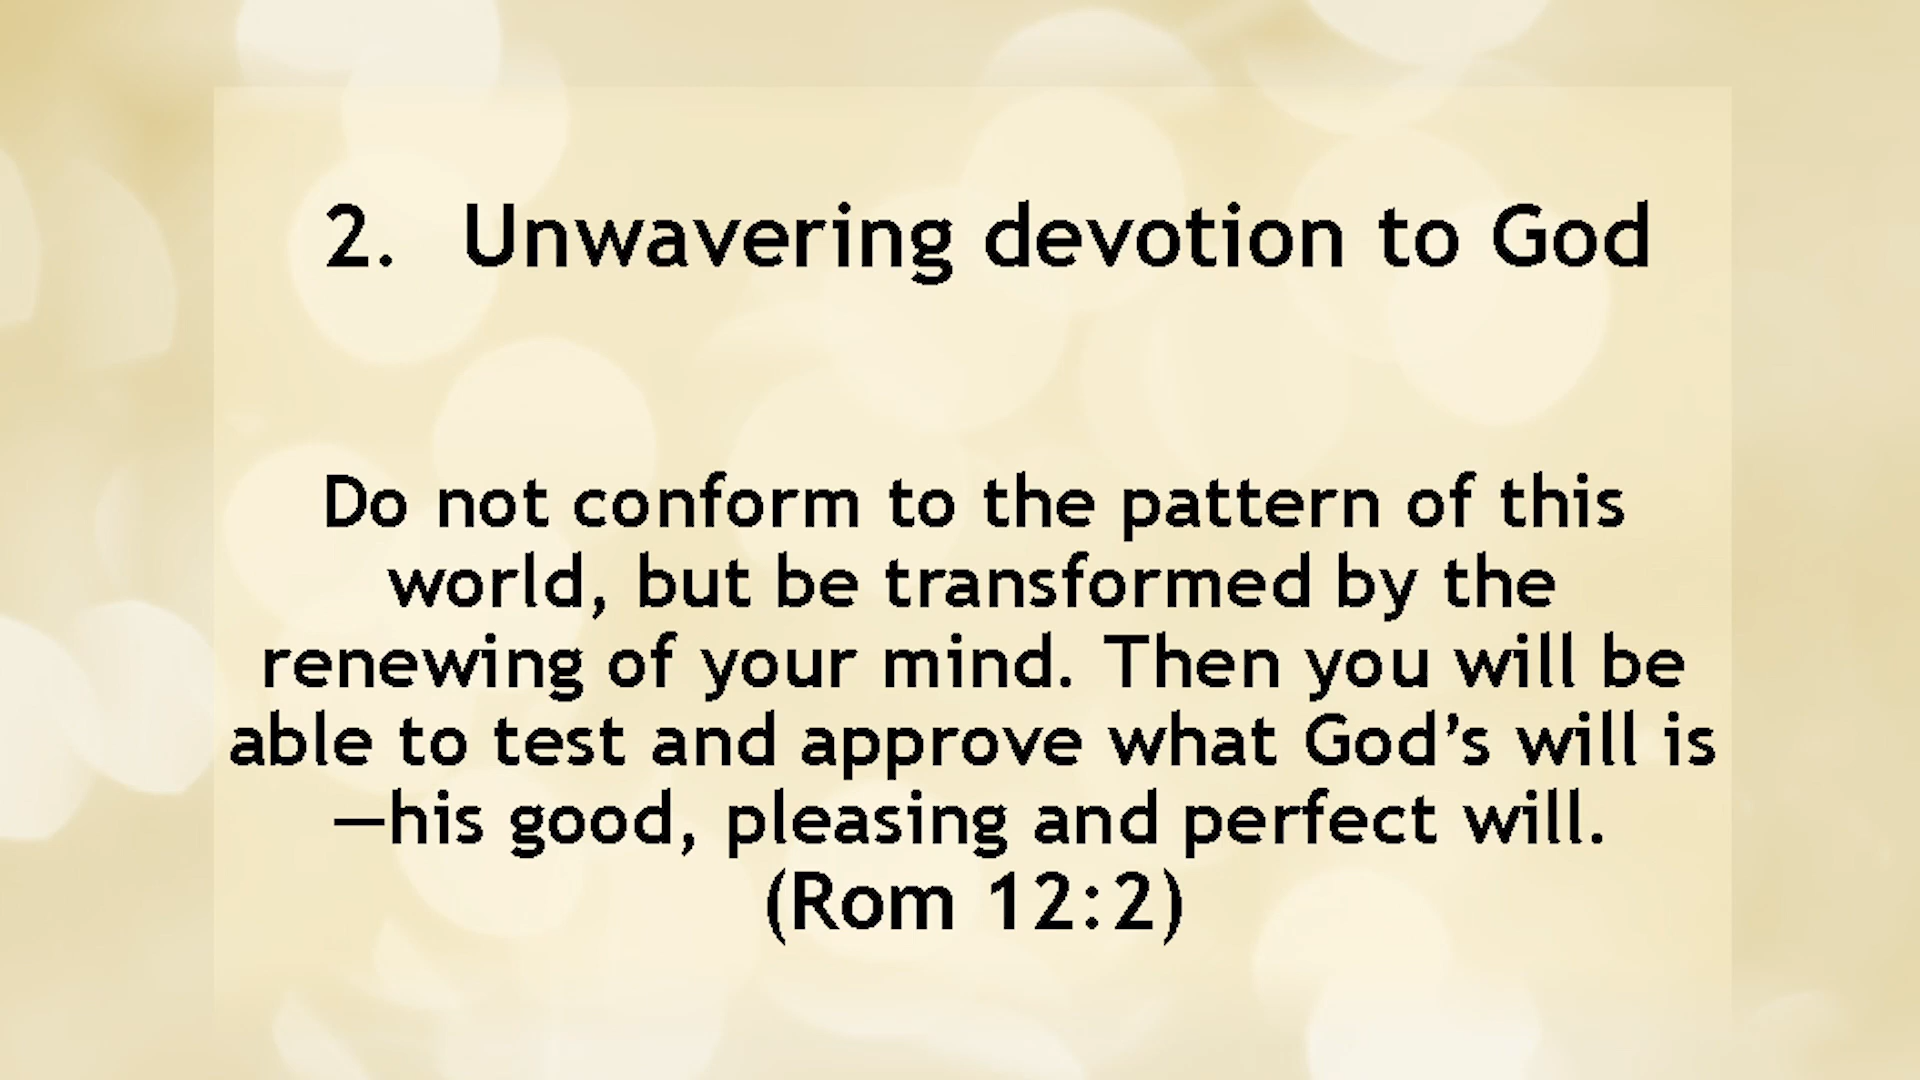 2. Unwavering devotion to God
Do not conform to the pattern of this
world, but be transformed by the
renewing of your mind. Then you will be
able to test and approve what God’s will is
—his good, pleasing and perfect will.
(Rom 12:2)